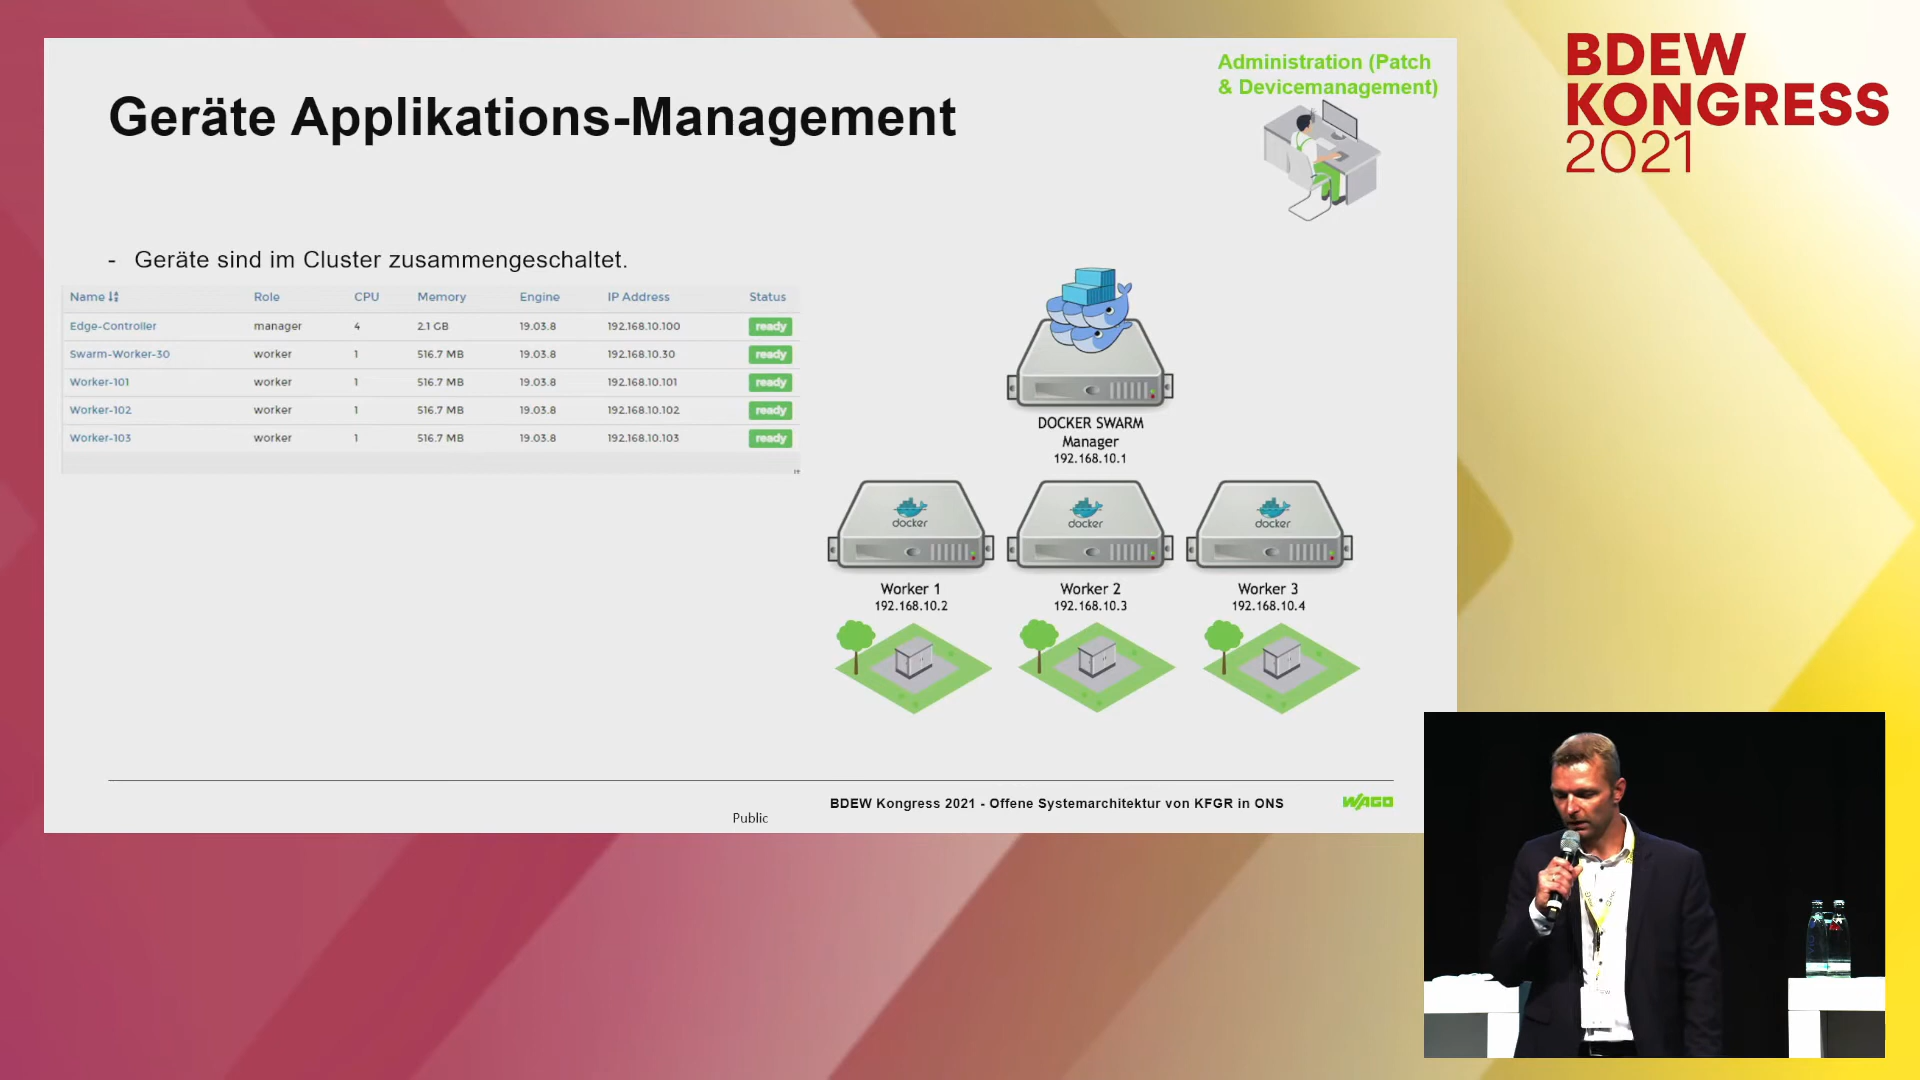 Administration (Patch
& Devicemanagement)
Geräte Applikations-Management
- Geräte sind im Cluster zusammengeschaltet.
Name Role CPU Memory Engine IP Address Status
Edge-Controller manager 4 2.1 GB 19.03.8 192.168.10.100 ready
Swarm-Worker-30 worker 1 516.7 MB 19.03.8 192.168.10.30 ready
Worker-101 worker 1 516.7 MB 19.03.8 192.168.10.101 ready
Worker-102 worker 1 516.7 MB 19.03.8 192.168.10.102 ready
Worker-103 worker 1 516.7 MB 19.03.8 192.168.10.103 ready
DOCKER SWARM
Manager
192.168.10.1
docker docker docker
Worker 1 Worker 2 Worker 3
192.168.10.2 192.168.10.3 192.168.10.4
BDEW Kongress 2021 - Offene Systemarchitektur von KFGR in ONS
WAGO
Public
BDEW
KONGRESS
2021